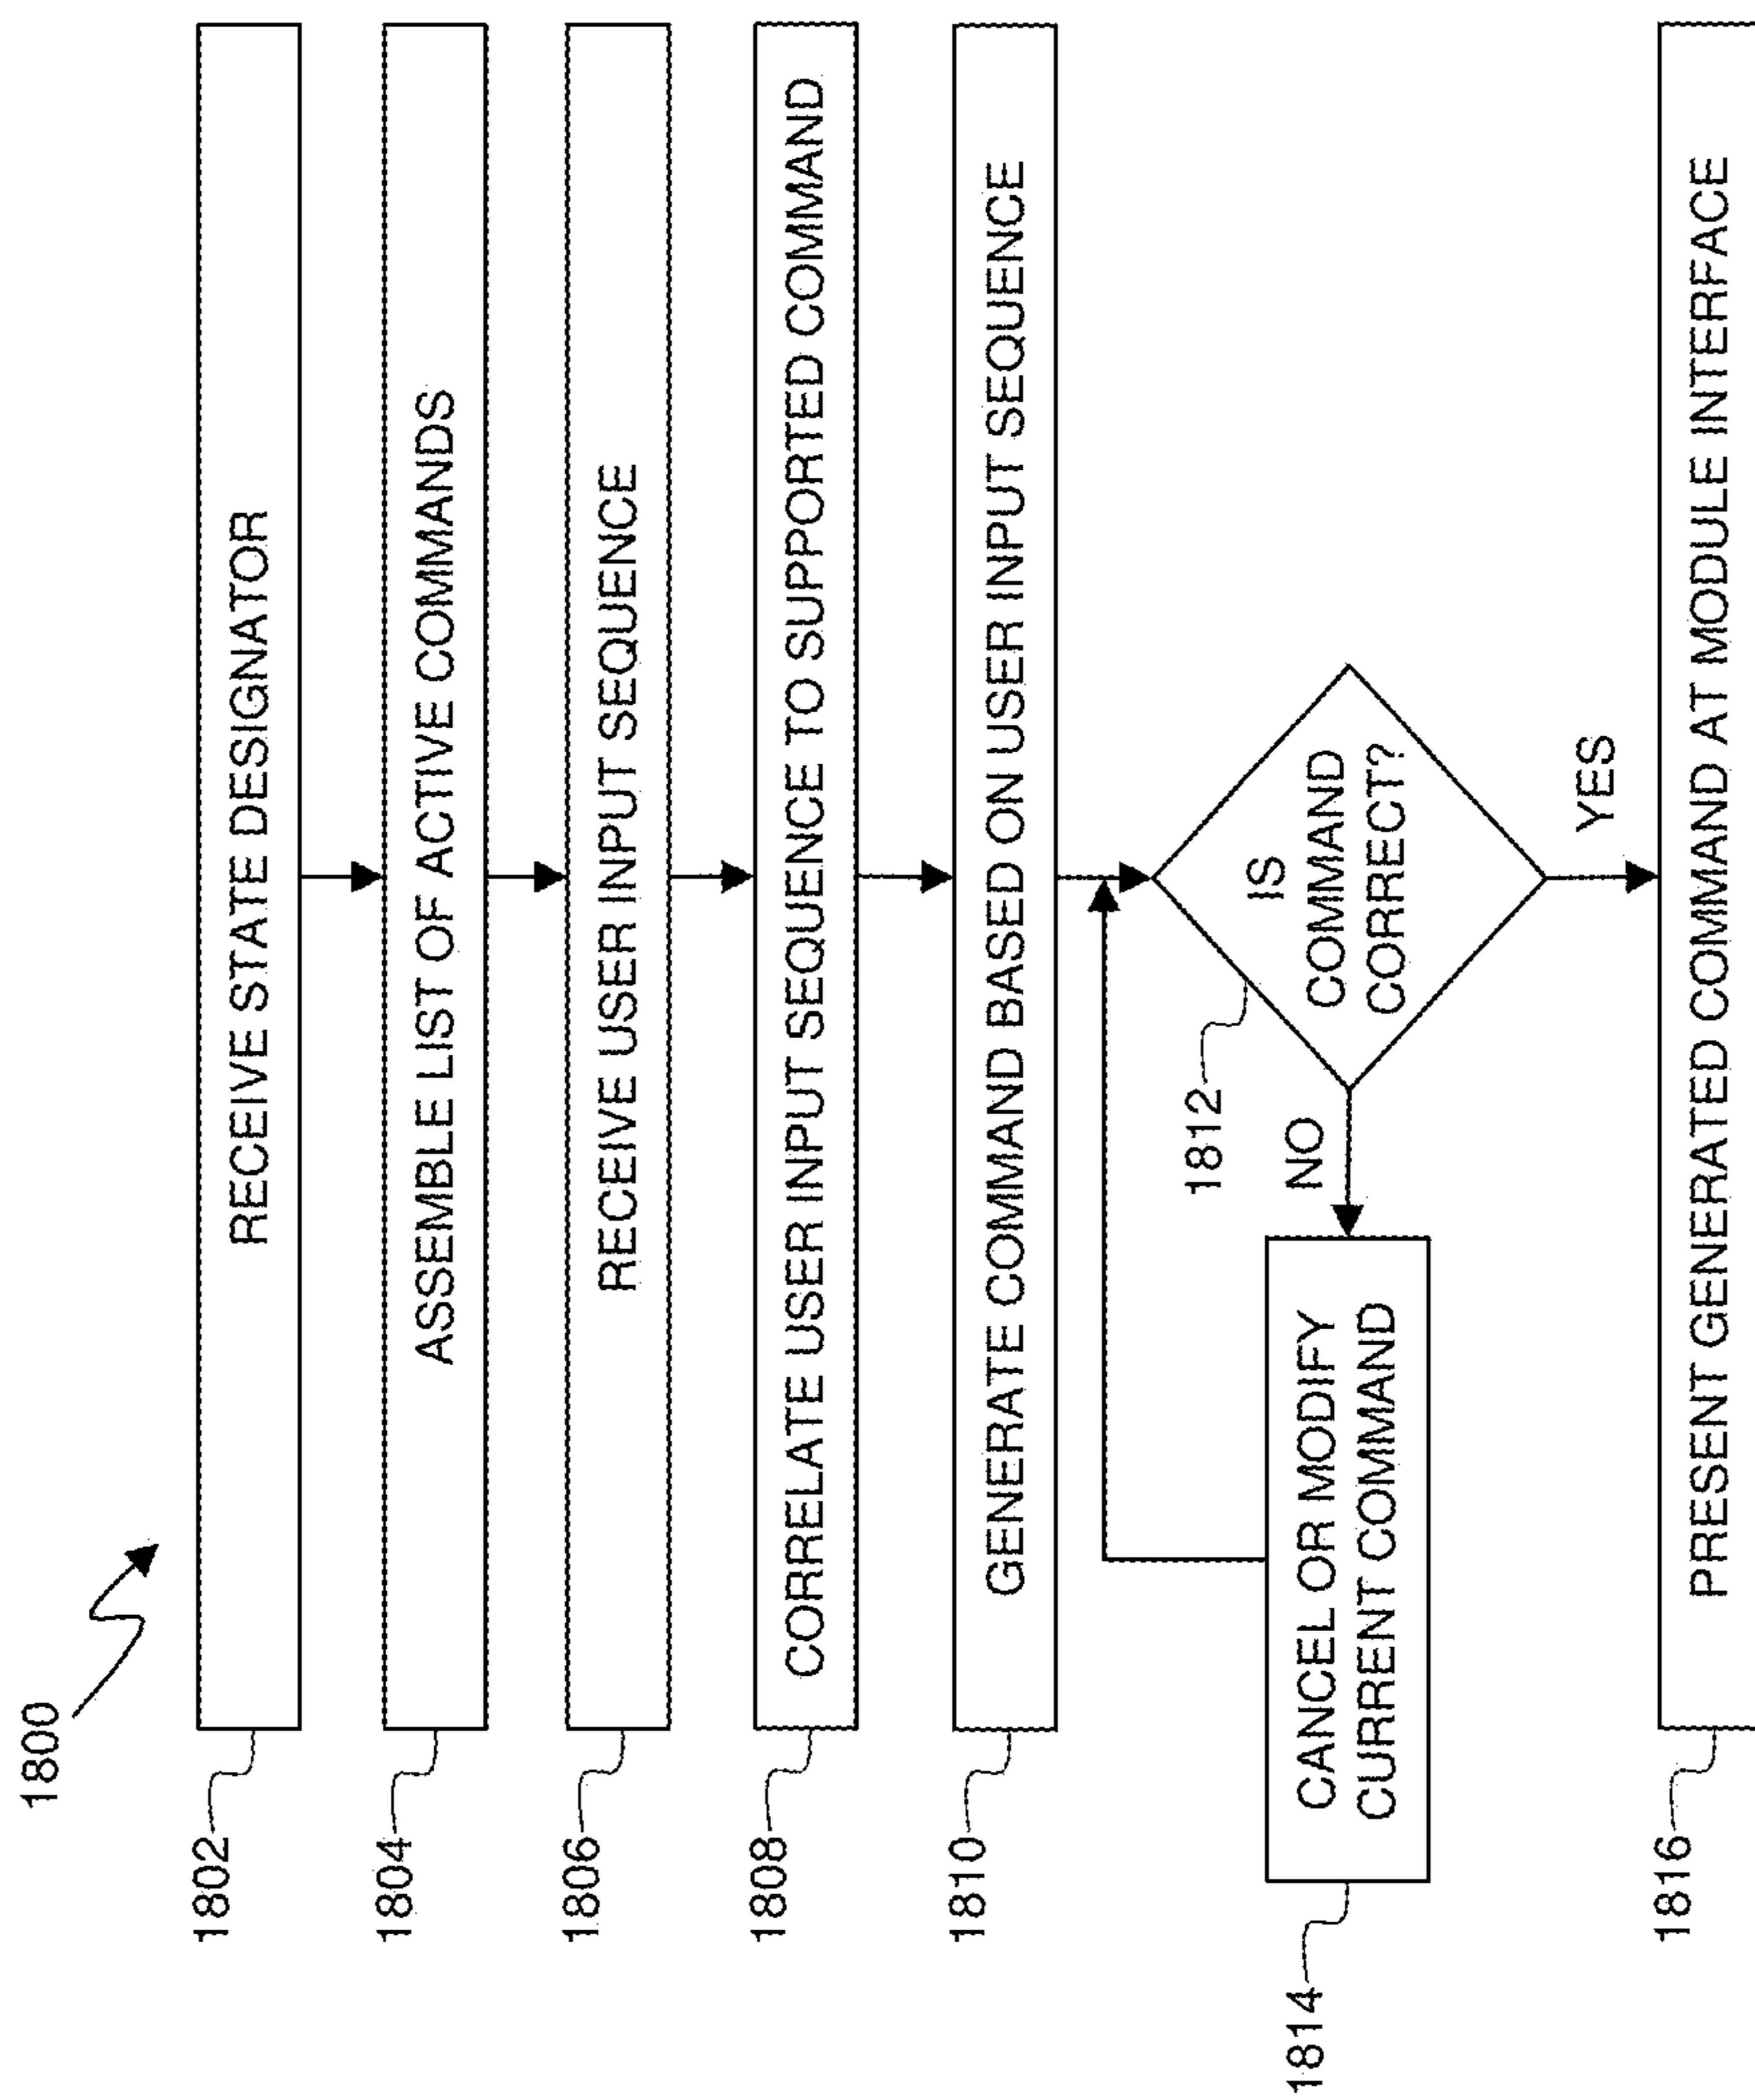 1800
1802
RECEIVE STATE DESIGNATOR
1804
ASSEMBLE LIST OF ACTIVE COMMANDS
1806
RECEIVE USER INPUT SEQUENCE
1808
CORRELATE USER INPUT SEQUENCE TO SUPPORTED COMMAND
1810
GENERATE COMMAND BASED ON USER INPUT SEQUENCE
1812
IS
COMMAND
CORRECT?
NO
YES
1814
CANCEL OR MODIFY
CURRENT COMMAND
1816
PRESENT GENERATED COMMAND AT MODULE INTERFACE